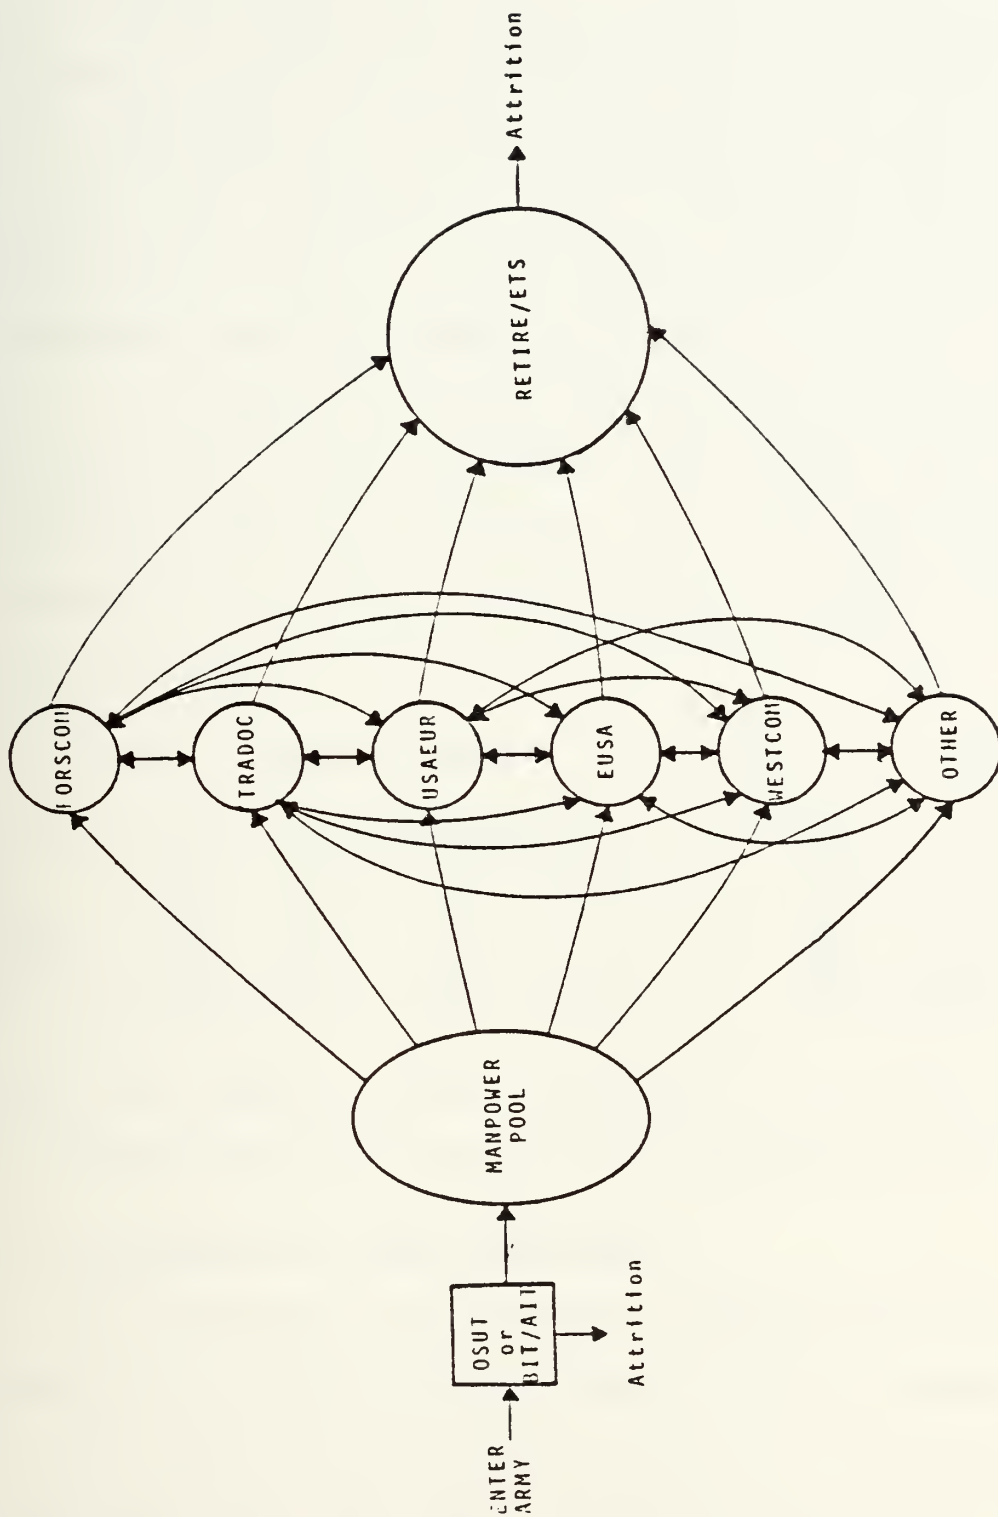 ENTER
ARMY
OSUT
or
BIT/AIT
Attrition
MANPOWER
POOL
FORSCOM
TRADOC
USAEUR
EUSA
WESTCOM
OTHER
RETIRE/ETS
Attrition